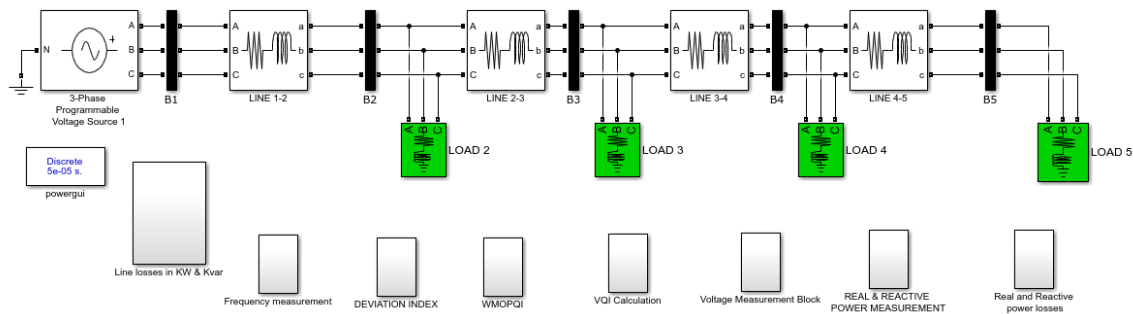 N
A
B
C
3-Phase
Programmable
Voltage Source 1
B1
A
B
C
a
b
c
LINE 1-2
B2
A
B
C
a
b
c
LINE 2-3
B3
A
B
C
a
b
c
LINE 3-4
B4
A
B
C
a
b
c
LINE 4-5
B5
A
B
C
LOAD 2
A
B
C
LOAD 3
A
B
C
LOAD 4
A
B
C
LOAD 5
Discrete
5e-05 s.
powergui
Line losses in KW & Kvar
Frequency measurement
DEVIATION INDEX
WMOPQI
VQI Calculation
Voltage Measurement Block
REAL & REACTIVE
POWER MEASUREMENT
Real and Reactive
power losses